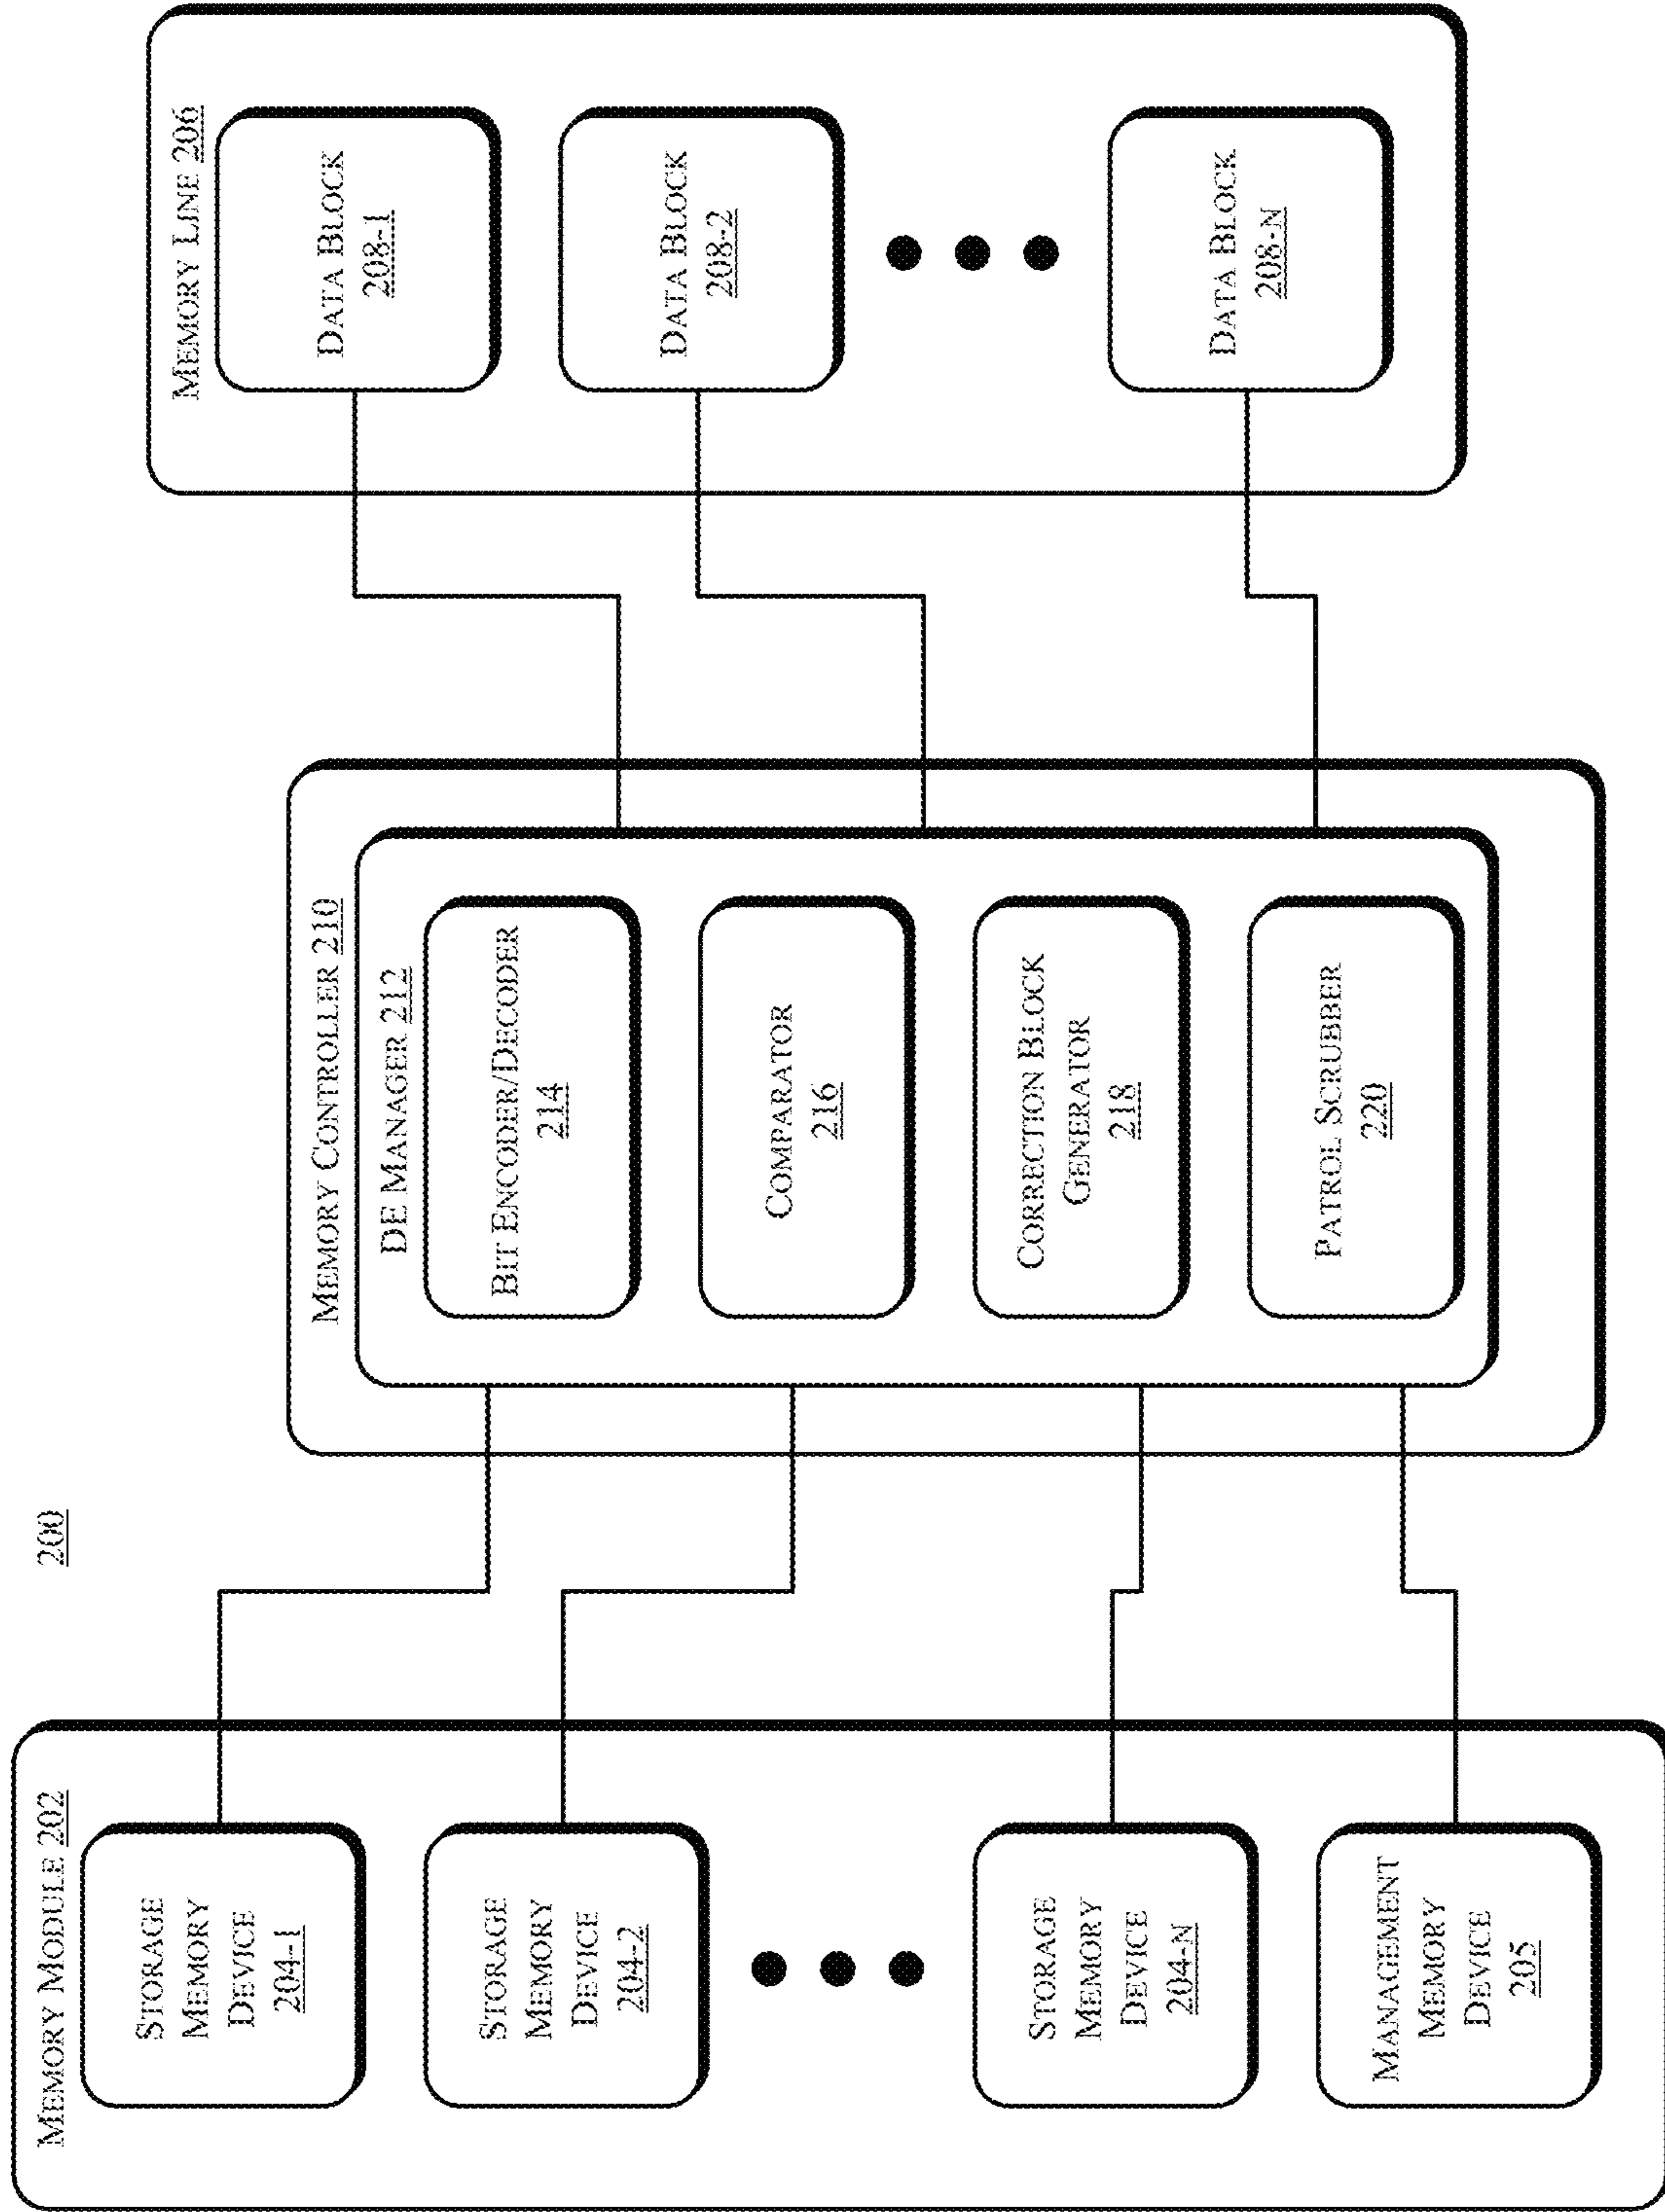 200
MEMORY MODULE 202
STORAGE
MEMORY
DEVICE
204-1
STORAGE
MEMORY
DEVICE
204-2
STORAGE
MEMORY
DEVICE
204-N
MANAGEMENT
MEMORY
DEVICE
205
MEMORY CONTROLLER 210
DE MANAGER 212
BIT ENCODER/DECODER
214
COMPARATOR
216
CORRECTION BLOCK
GENERATOR
218
PATROL SCRUBBER
220
MEMORY LINE 206
DATA BLOCK
208-1
DATA BLOCK
208-2
DATA BLOCK
208-N